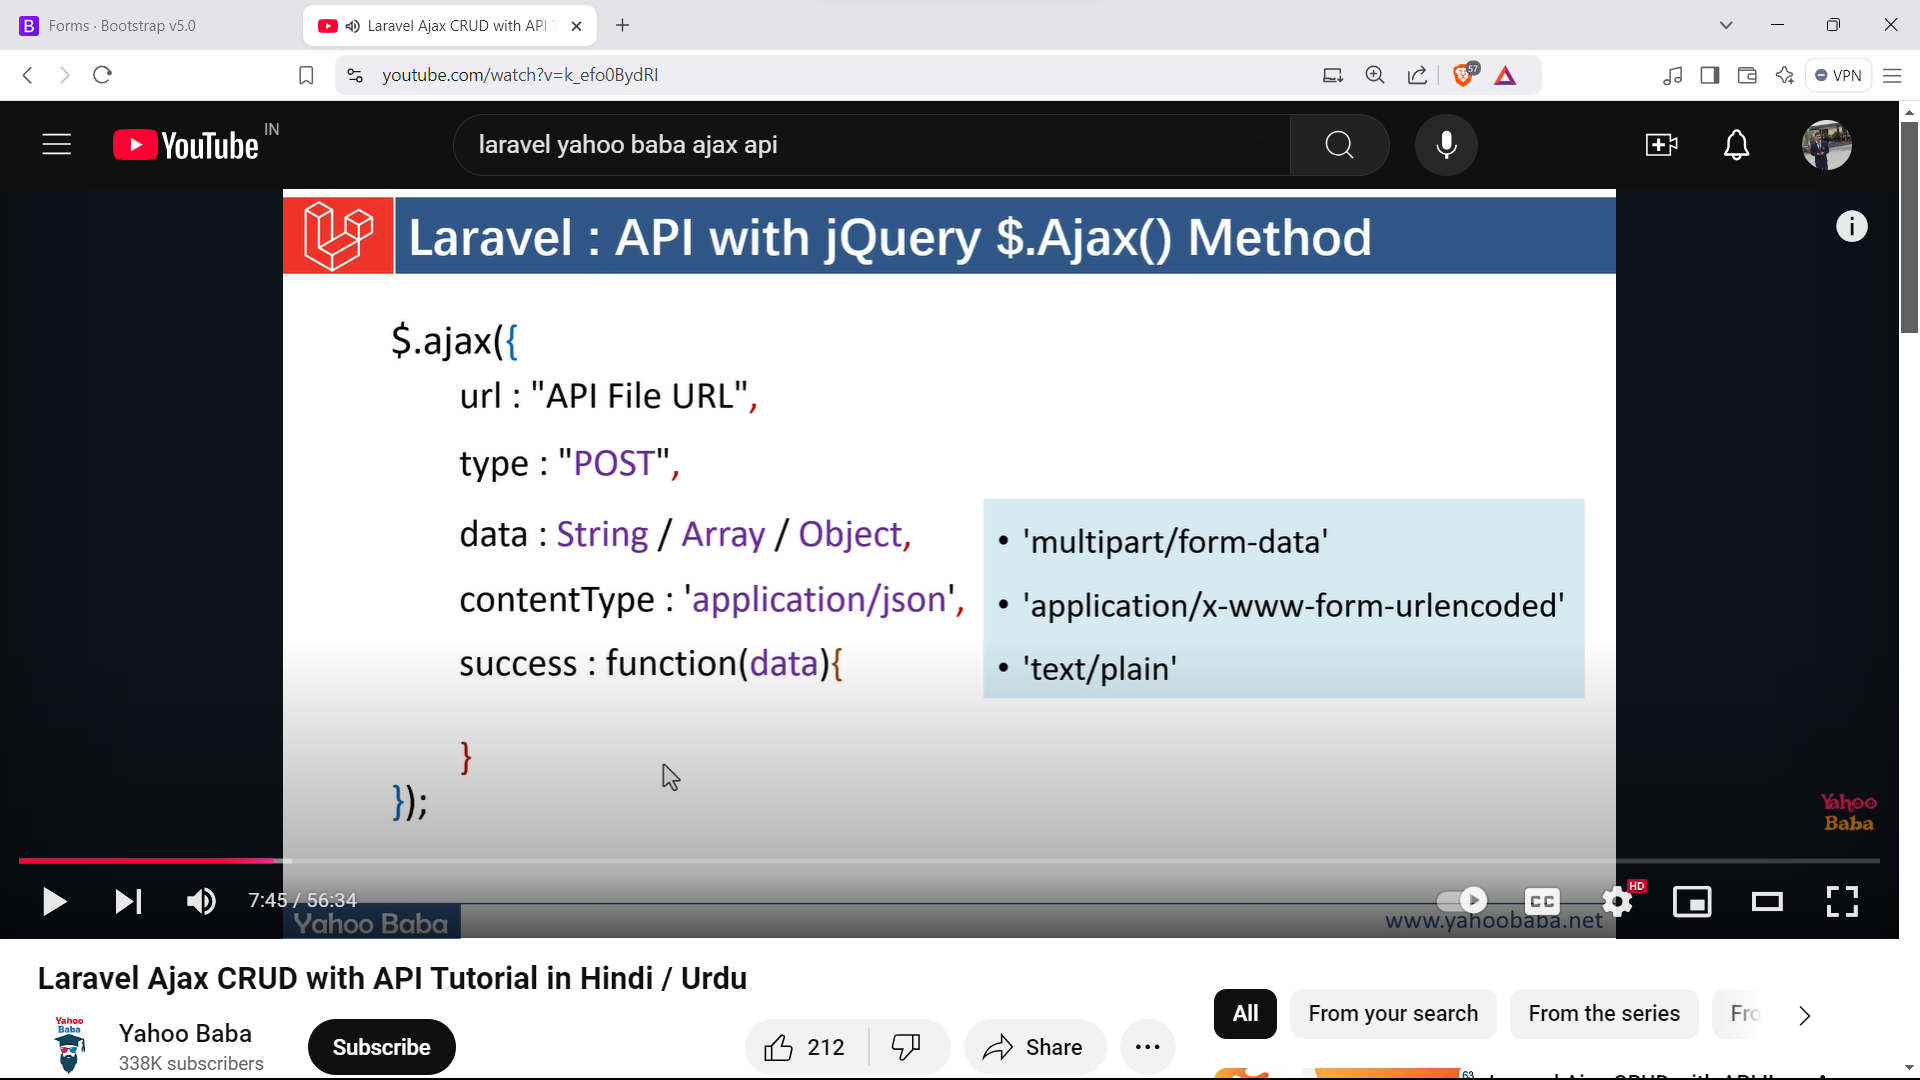 Forms · Bootstrap v5.0
Laravel Ajax CRUD with API
youtube.com/watch?v=k_efo0BydRI
57
VPN
YouTube IN
laravel yahoo baba ajax api
Laravel : API with jQuery $.Ajax() Method
$.ajax({
url : "API File URL",
type : "POST",
data : String / Array / Object,
contentType : 'application/json',
success : function(data){
}
});
• 'multipart/form-data'
• 'application/x-www-form-urlencoded'
• 'text/plain'
Yahoo
Baba
7:45 / 56:34
CC
HD
Yahoo Baba
www.yahoobaba.net
Laravel Ajax CRUD with API Tutorial in Hindi / Urdu
Yahoo
Baba
Yahoo Baba
338K subscribers
Subscribe
212
Share
All
From your search
From the series
Fro
63